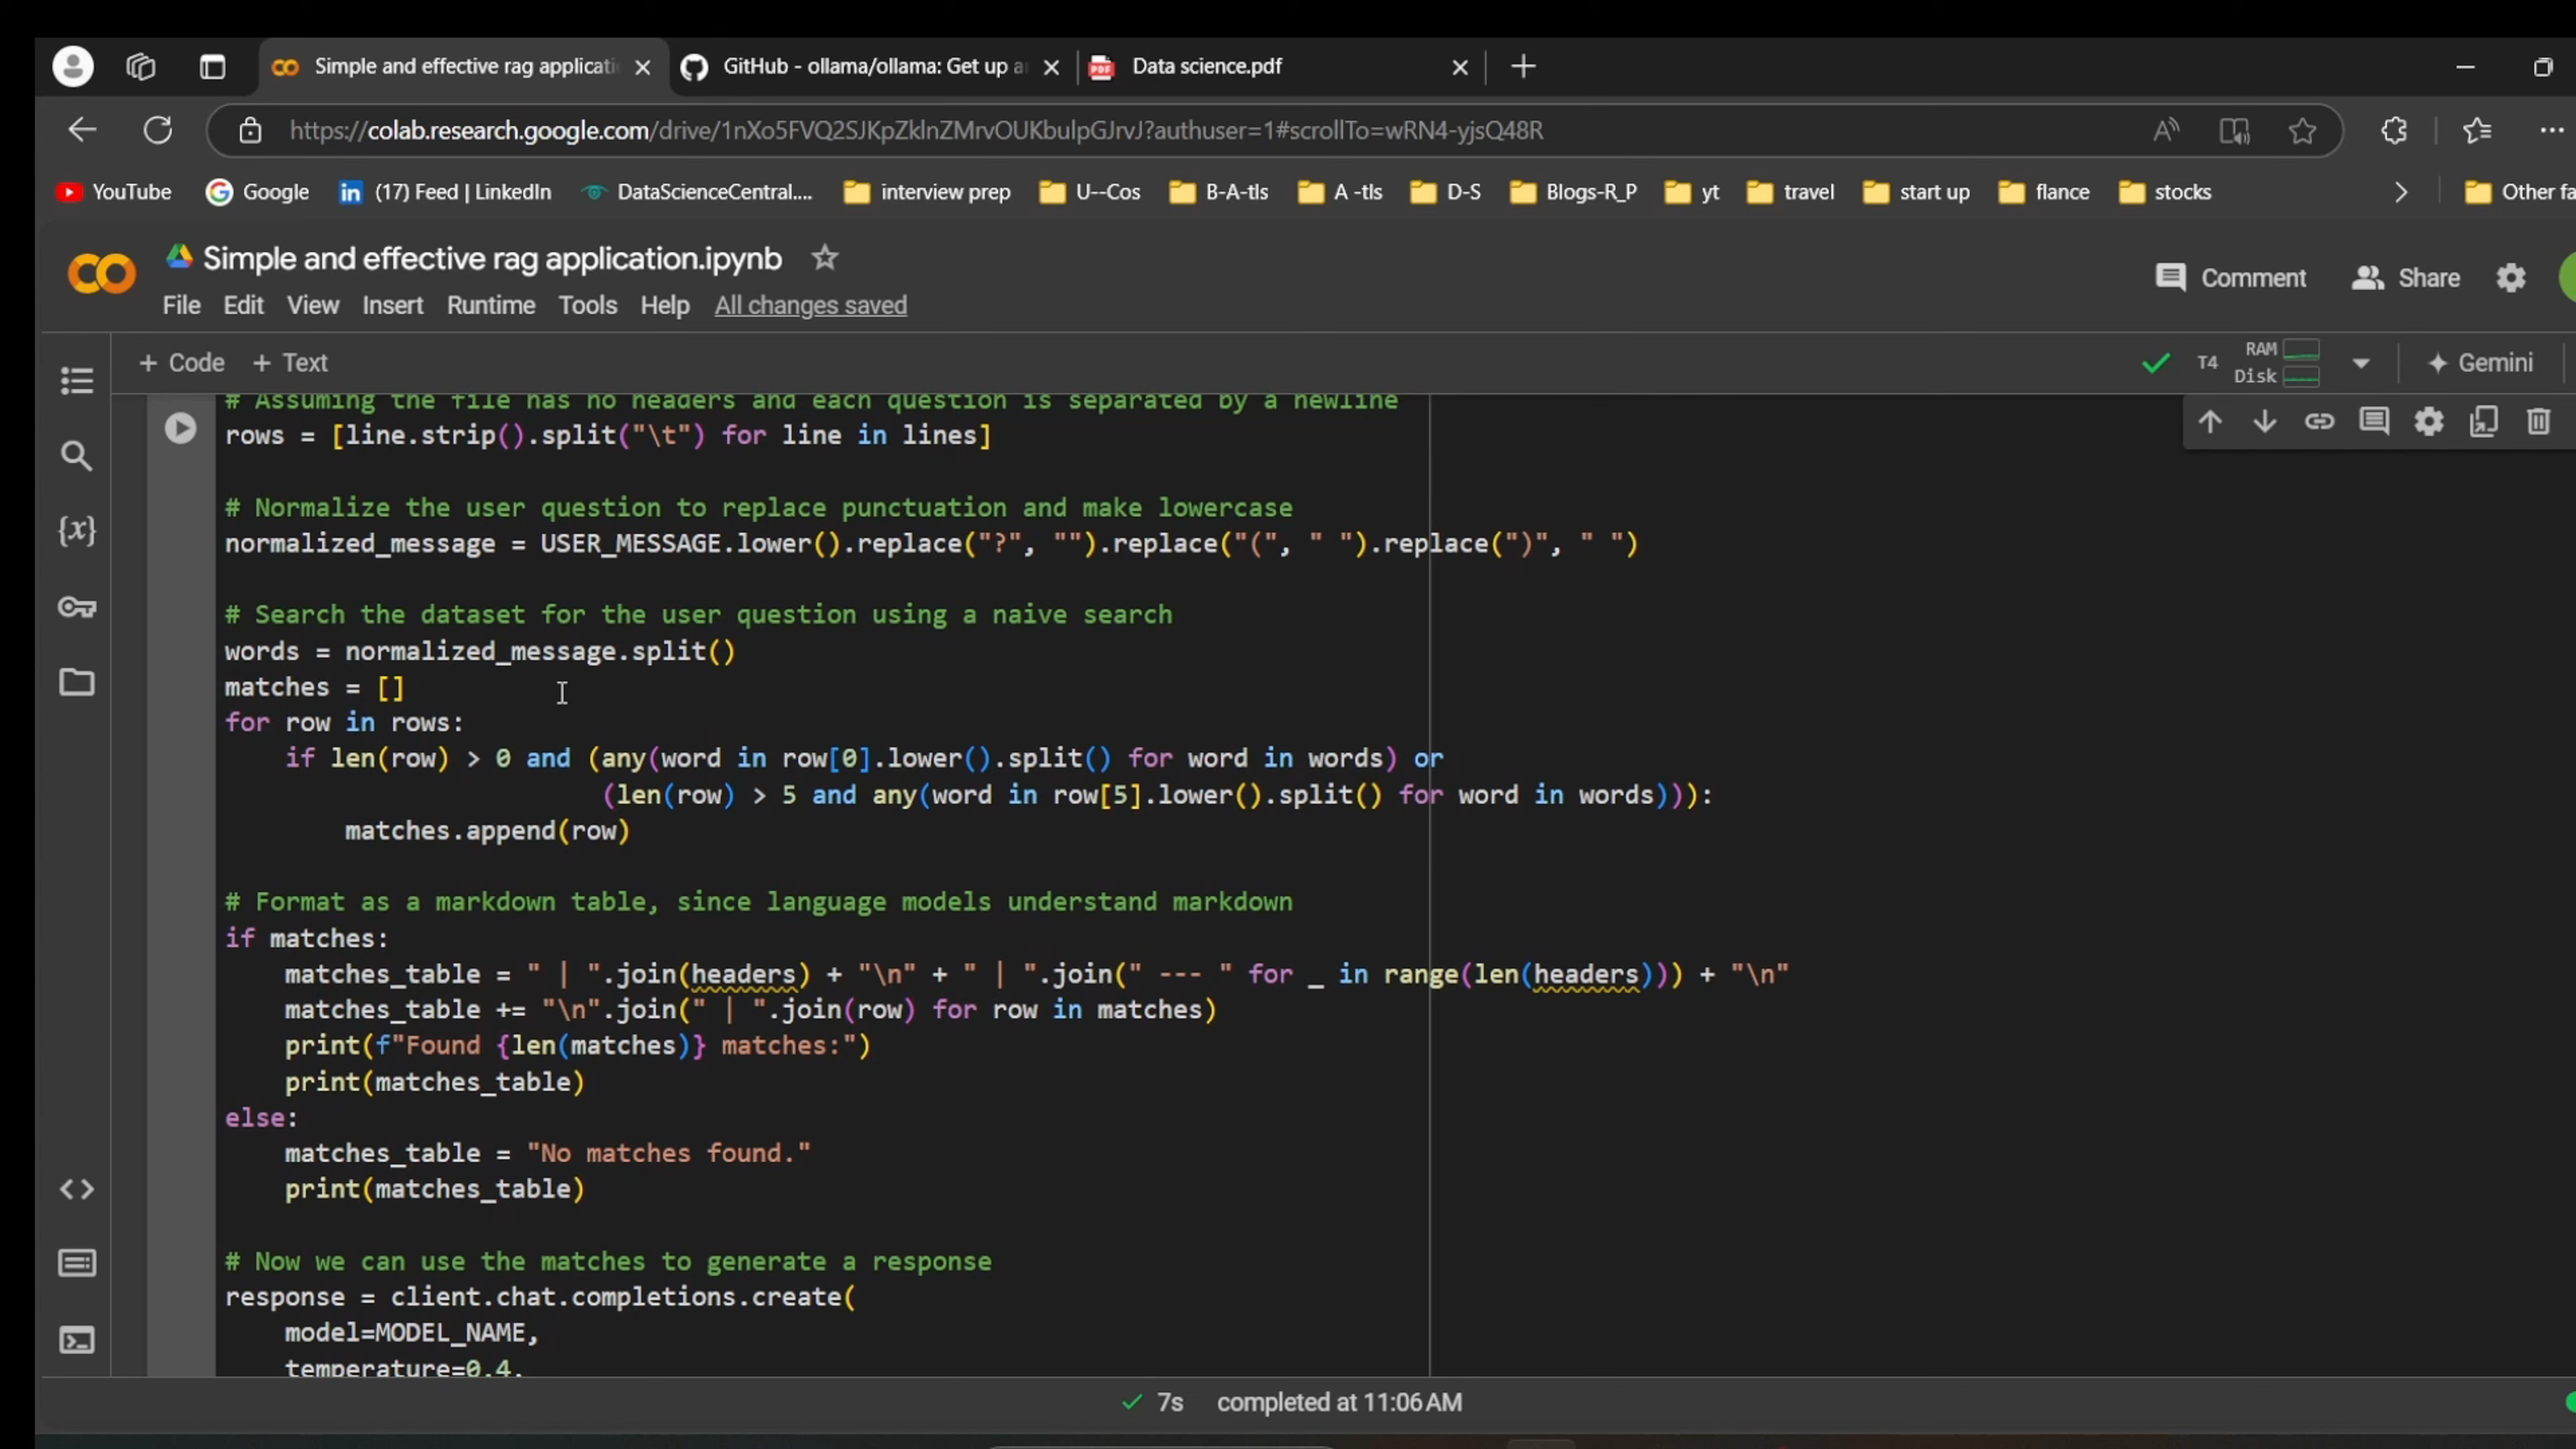 Simple and effective rag applicati
GitHub - ollama/ollama: Get up a
PDF
Data science.pdf
https://colab.research.google.com/drive/1nXo5FVQ2SJKpZklnZMrvOUKbulpGJrvJ?authuser=1#scrollTo=wRN4-yjsQ48R
YouTube
Google
(17) Feed | LinkedIn
DataScienceCentral....
interview prep
U--Cos
B-A-tls
A -tls
D-S
Blogs-R_P
yt
travel
start up
flance
stocks
Other fa
Simple and effective rag application.ipynb
Comment
Share
File Edit View Insert Runtime Tools Help All changes saved
+ Code + Text
T4
RAM
Disk
Gemini
# Assuming the file has no headers and each question is separated by a newline
rows = [line.strip().split("\t") for line in lines]
# Normalize the user question to replace punctuation and make lowercase
normalized_message = USER_MESSAGE.lower().replace("?", "").replace("(", " ").replace(")", " ")
# Search the dataset for the user question using a naive search
words = normalized_message.split()
matches = []
for row in rows:
if len(row) > 0 and (any(word in row[0].lower().split() for word in words) or
(len(row) > 5 and any(word in row[5].lower().split() for word in words))):
matches.append(row)
# Format as a markdown table, since language models understand markdown
if matches:
matches_table = " | ".join(headers) + "\n" + " | ".join(" --- " for _ in range(len(headers))) + "\n"
matches_table += "\n".join(" | ".join(row) for row in matches)
print(f"Found {len(matches)} matches:")
print(matches_table)
else:
matches_table = "No matches found."
print(matches_table)
# Now we can use the matches to generate a response
response = client.chat.completions.create(
model=MODEL_NAME,
temperature=0.4,
7s completed at 11:06 AM